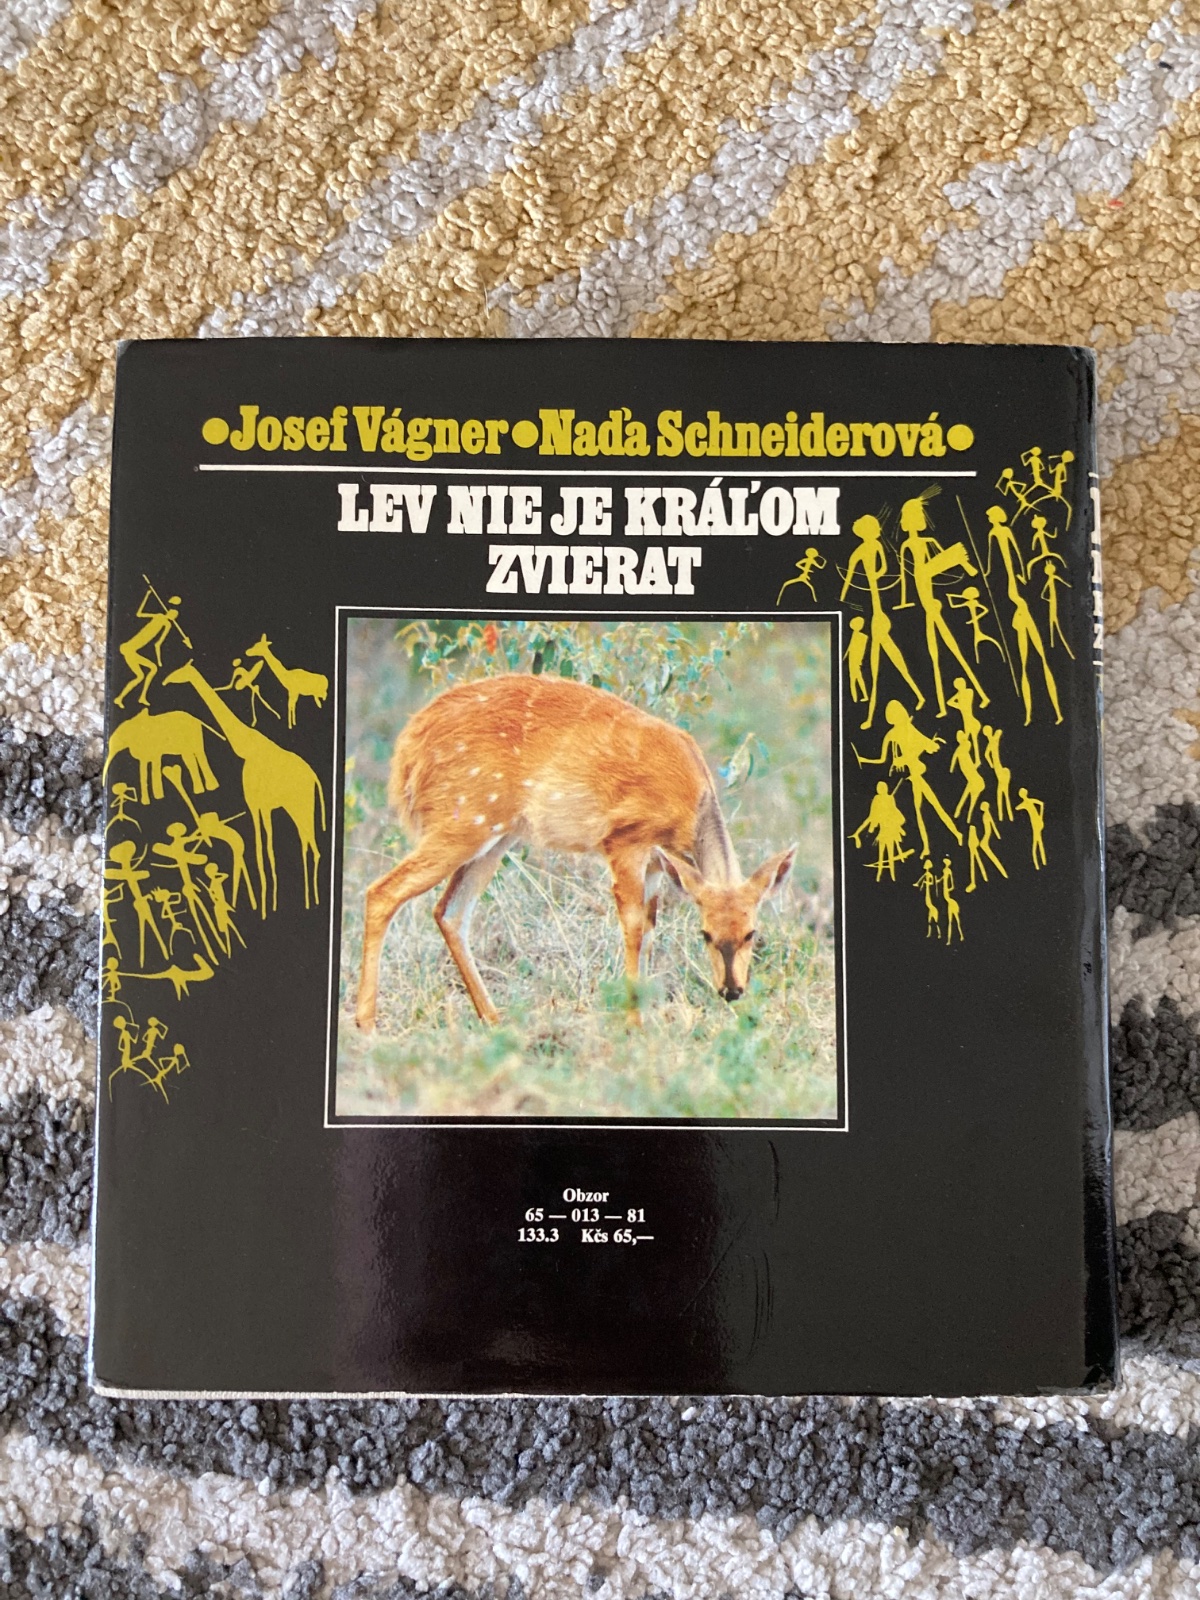 •Josef Vágner•Naďa Schneiderová•
LEV NIE JE KRÁĽOM
ZVIERAT
Obzor
65 — 013 — 81
133.3 Kčs 65,—